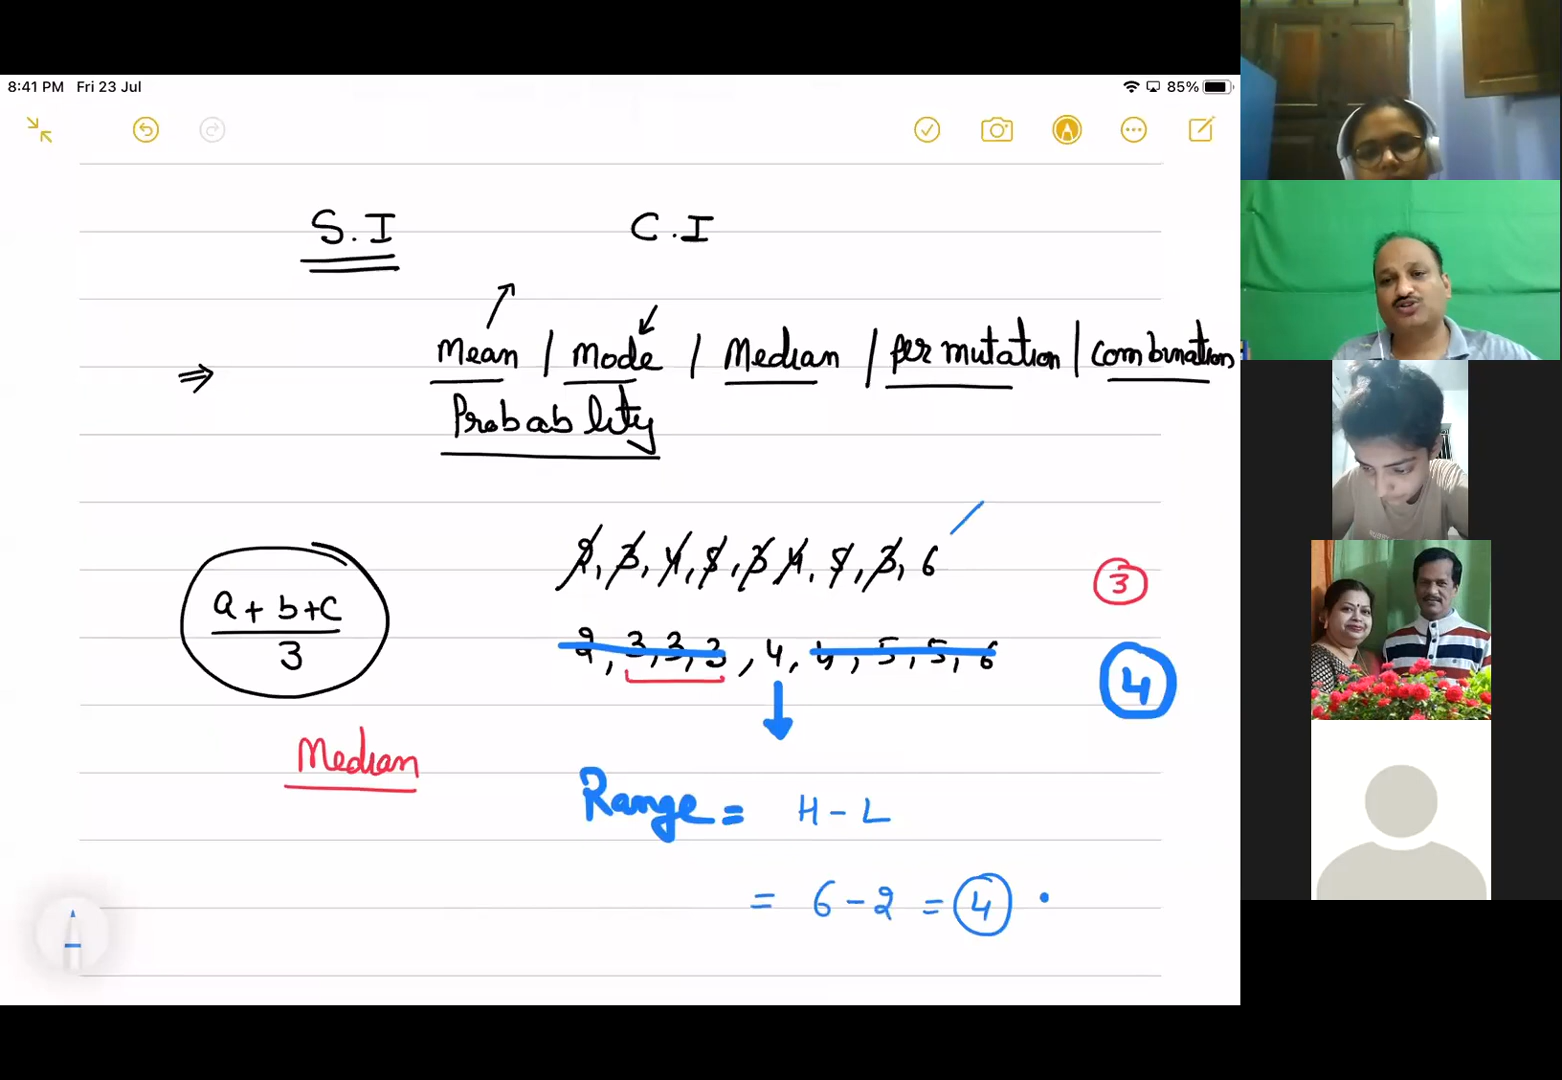 8:41 PM Fri 23 Jul
85%
S.I C.I
⇒ Mean / Mode / Median / permutation / combination
Probability
2, 3, 4, 5, 3 4, 5, 3, 6
3
a + b + c
3
2, 3, 3, 3, 4, 4, 5, 5, 6
4
Median
Range = H - L
= 6 - 2 = 4